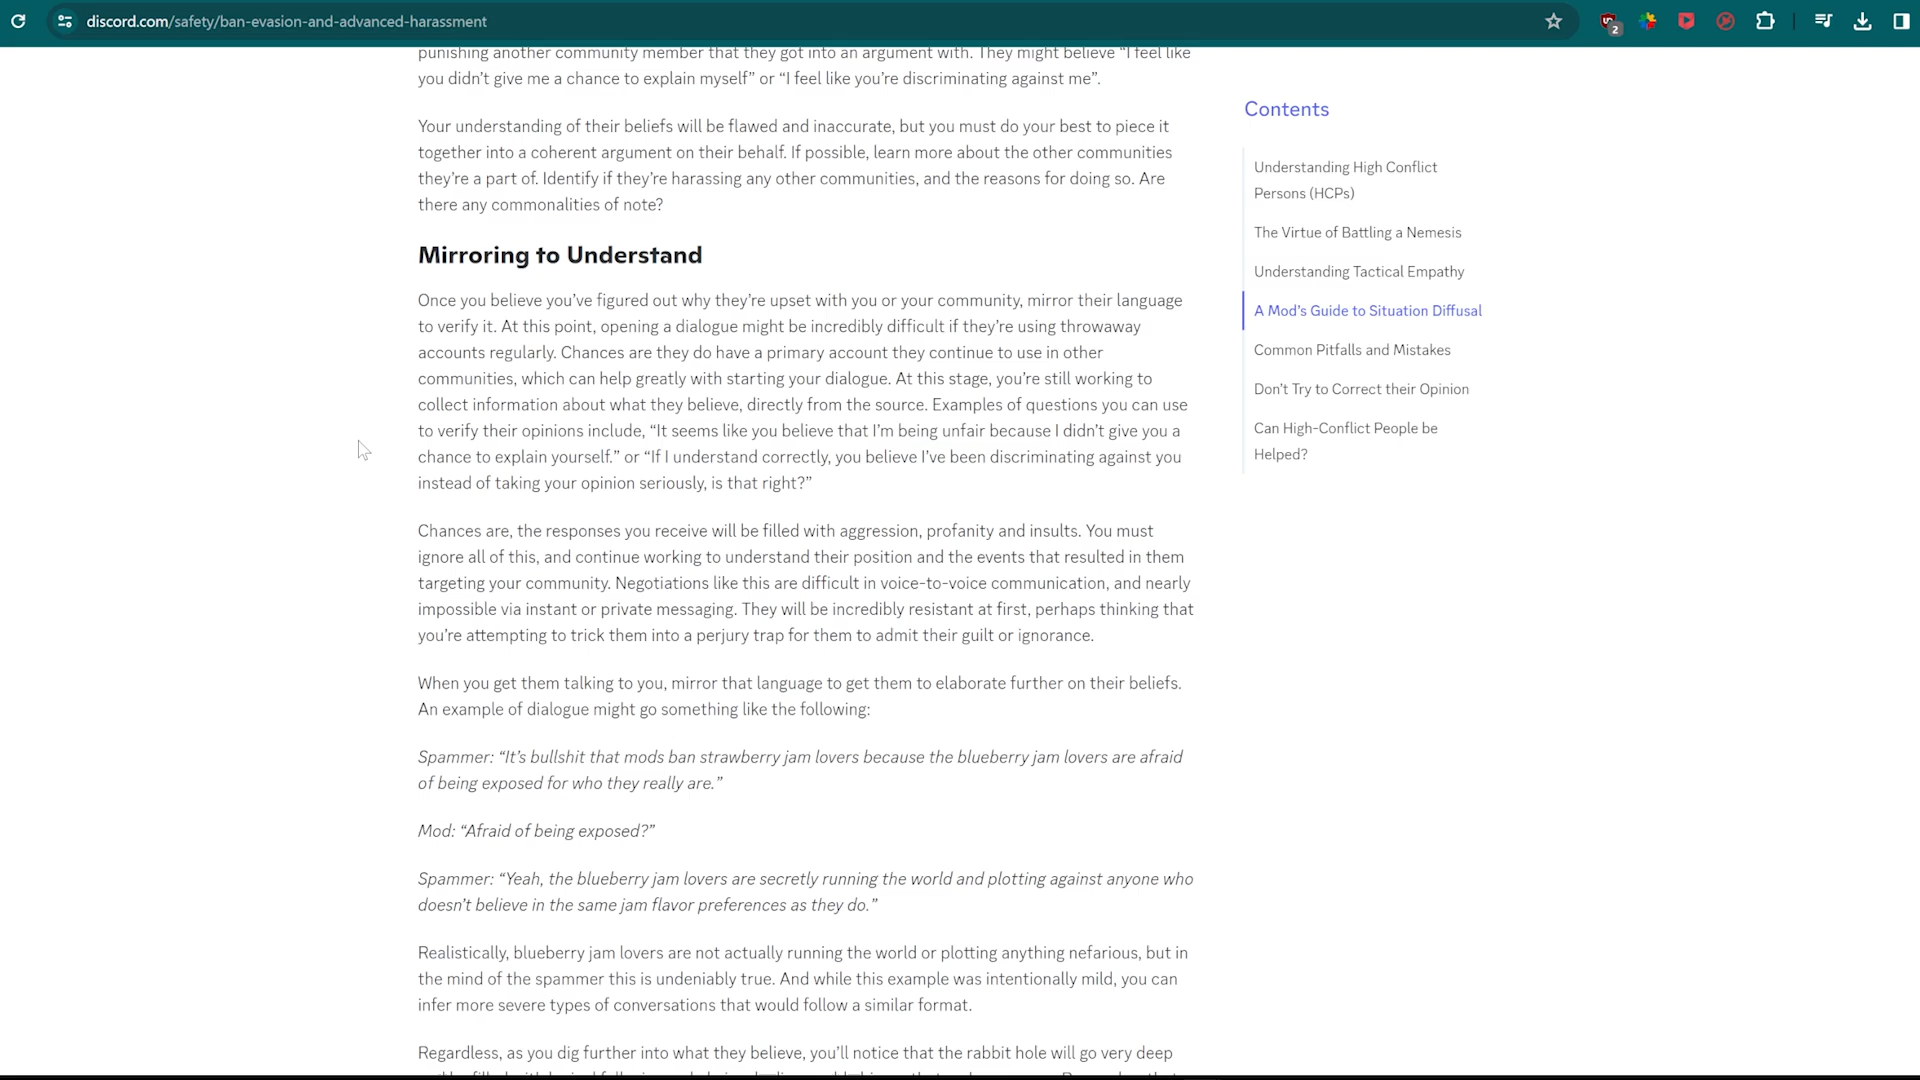 discord.com/safety/ban-evasion-and-advanced-harassment
2
punishing another community member that they got into an argument with. They might believe “I feel like
you didn’t give me a chance to explain myself” or “I feel like you’re discriminating against me”.
Your understanding of their beliefs will be flawed and inaccurate, but you must do your best to piece it
together into a coherent argument on their behalf. If possible, learn more about the other communities
they’re a part of. Identify if they’re harassing any other communities, and the reasons for doing so. Are
there any commonalities of note?
Mirroring to Understand
Once you believe you’ve figured out why they’re upset with you or your community, mirror their language
to verify it. At this point, opening a dialogue might be incredibly difficult if they’re using throwaway
accounts regularly. Chances are they do have a primary account they continue to use in other
communities, which can help greatly with starting your dialogue. At this stage, you’re still working to
collect information about what they believe, directly from the source. Examples of questions you can use
to verify their opinions include, “It seems like you believe that I’m being unfair because I didn’t give you a
chance to explain yourself.” or “If I understand correctly, you believe I’ve been discriminating against you
instead of taking your opinion seriously, is that right?”
Chances are, the responses you receive will be filled with aggression, profanity and insults. You must
ignore all of this, and continue working to understand their position and the events that resulted in them
targeting your community. Negotiations like this are difficult in voice-to-voice communication, and nearly
impossible via instant or private messaging. They will be incredibly resistant at first, perhaps thinking that
you’re attempting to trick them into a perjury trap for them to admit their guilt or ignorance.
When you get them talking to you, mirror that language to get them to elaborate further on their beliefs.
An example of dialogue might go something like the following:
Spammer: “It’s bullshit that mods ban strawberry jam lovers because the blueberry jam lovers are afraid
of being exposed for who they really are.”
Mod: “Afraid of being exposed?”
Spammer: “Yeah, the blueberry jam lovers are secretly running the world and plotting against anyone who
doesn’t believe in the same jam flavor preferences as they do.”
Realistically, blueberry jam lovers are not actually running the world or plotting anything nefarious, but in
the mind of the spammer this is undeniably true. And while this example was intentionally mild, you can
infer more severe types of conversations that would follow a similar format.
Regardless, as you dig further into what they believe, you’ll notice that the rabbit hole will go very deep
Contents
Understanding High Conflict
Persons (HCPs)
The Virtue of Battling a Nemesis
Understanding Tactical Empathy
A Mod’s Guide to Situation Diffusal
Common Pitfalls and Mistakes
Don’t Try to Correct their Opinion
Can High-Conflict People be
Helped?